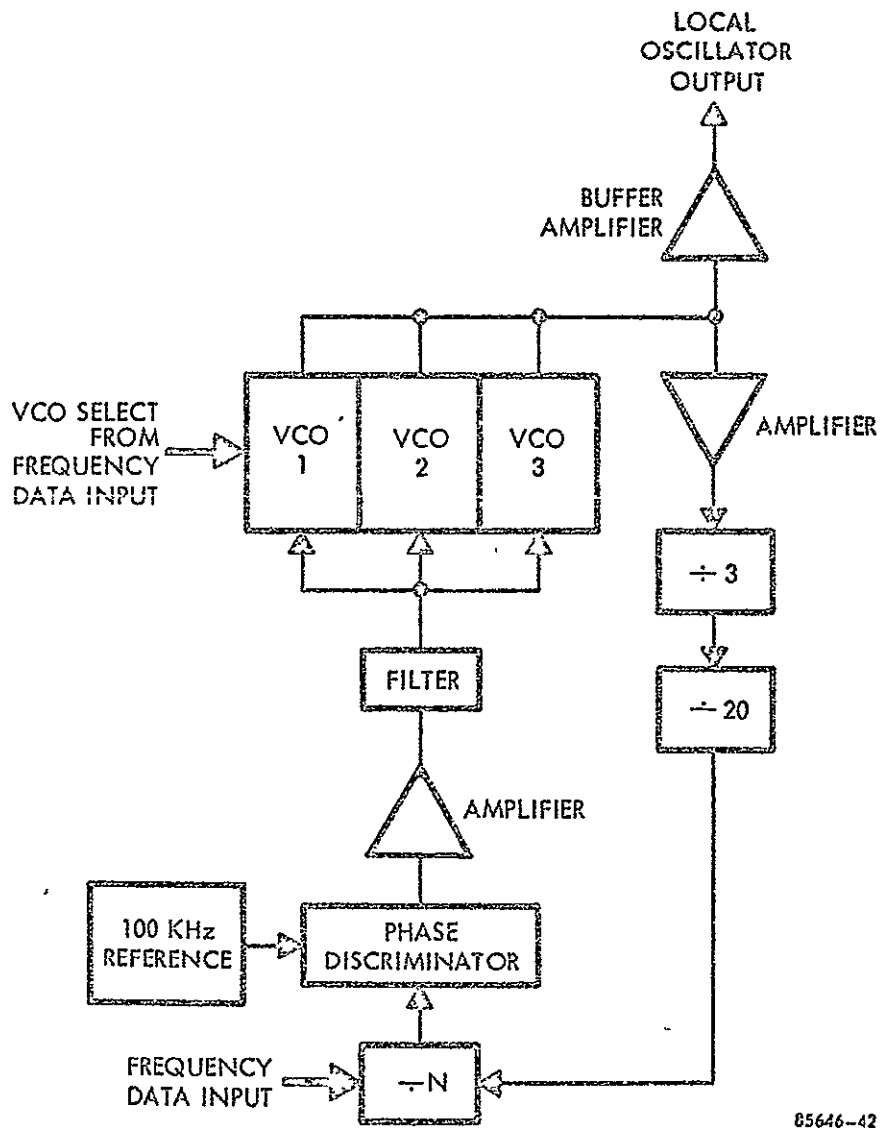 LOCAL
OSCILLATOR
OUTPUT
BUFFER
AMPLIFIER
VCO SELECT
FROM
FREQUENCY
DATA INPUT
VCO
1
VCO
2
VCO
3
AMPLIFIER
÷ 3
÷ 20
FILTER
AMPLIFIER
100 KHz
REFERENCE
PHASE
DISCRIMINATOR
FREQUENCY
DATA INPUT
÷N
85646-42